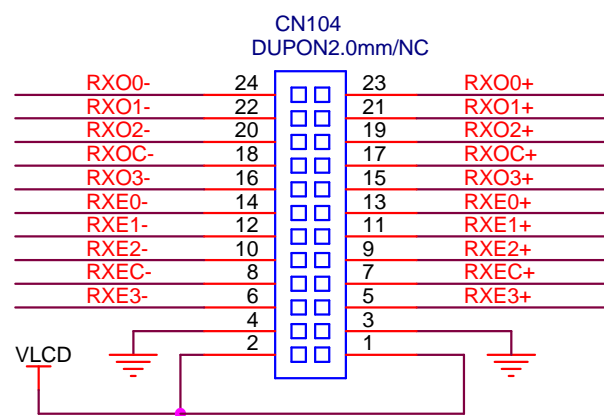 CN104
DUPON2.0mm/NC
RXO0- 24 23 RXO0+
RXO1- 22 21 RXO1+
RXO2- 20 19 RXO2+
RXOC- 18 17 RXOC+
RXO3- 16 15 RXO3+
RXE0- 14 13 RXE0+
RXE1- 12 11 RXE1+
RXE2- 10 9 RXE2+
RXEC- 8 7 RXEC+
RXE3- 6 5 RXE3+
4 3
VLCD 2 1